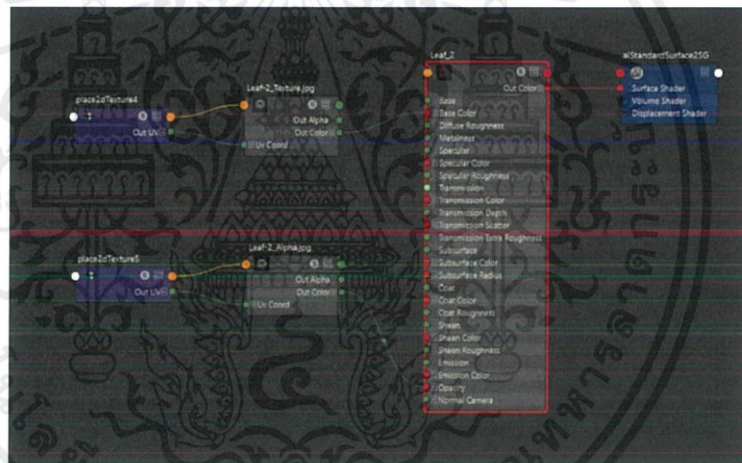 place2dTexture4
Out UV
Leaf-2_Texture.jpg
Out Alpha
Out Color
Uv Coord
place2dTexture5
Out UV
Leaf-2_Alpha.jpg
Out Alpha
Out Color
Uv Coord
Leaf_2
Out Color
Base
Base Color
Diffuse Roughness
Metalness
Specular
Specular Color
Specular Roughness
Transmission
Transmission Color
Transmission Depth
Transmission Scatter
Transmission Extra Roughness
Subsurface
Subsurface Color
Subsurface Radius
Coat
Coat Color
Coat Roughness
Sheen
Sheen Color
Sheen Roughness
Emission
Emission Color
Opacity
Normal Camera
aiStandardSurface2SG
Surface Shader
Volume Shader
Displacement Shader